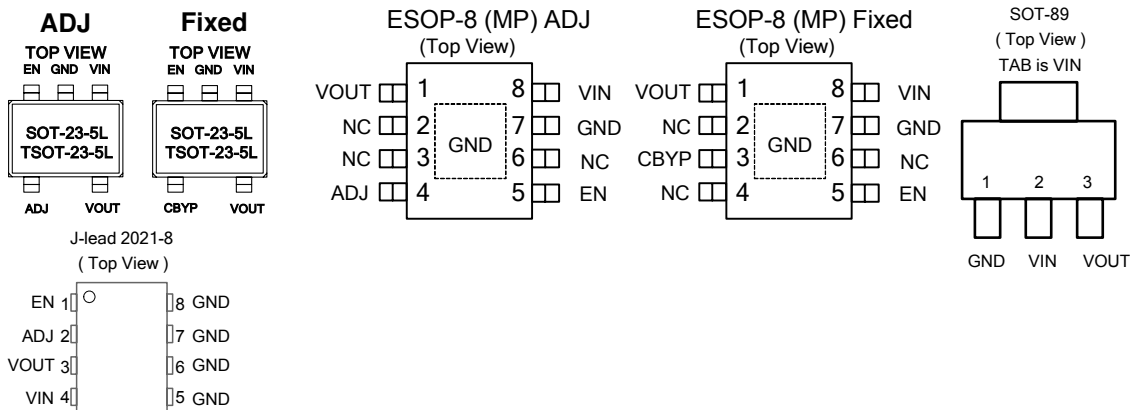 ADJ
TOP VIEW
EN GND VIN
SOT-23-5L
TSOT-23-5L
ADJ VOUT
Fixed
TOP VIEW
EN GND VIN
SOT-23-5L
TSOT-23-5L
CBYP VOUT
ESOP-8 (MP) ADJ
(Top View)
VOUT 1 8 VIN
NC 2 7 GND
GND
NC 3 6 NC
ADJ 4 5 EN
ESOP-8 (MP) Fixed
(Top View)
VOUT 1 8 VIN
NC 2 7 GND
GND
CBYP 3 6 NC
NC 4 5 EN
SOT-89
( Top View )
TAB is VIN
1 2 3
GND VIN VOUT
J-lead 2021-8
( Top View )
EN 1 8 GND
ADJ 2 7 GND
VOUT 3 6 GND
VIN 4 5 GND